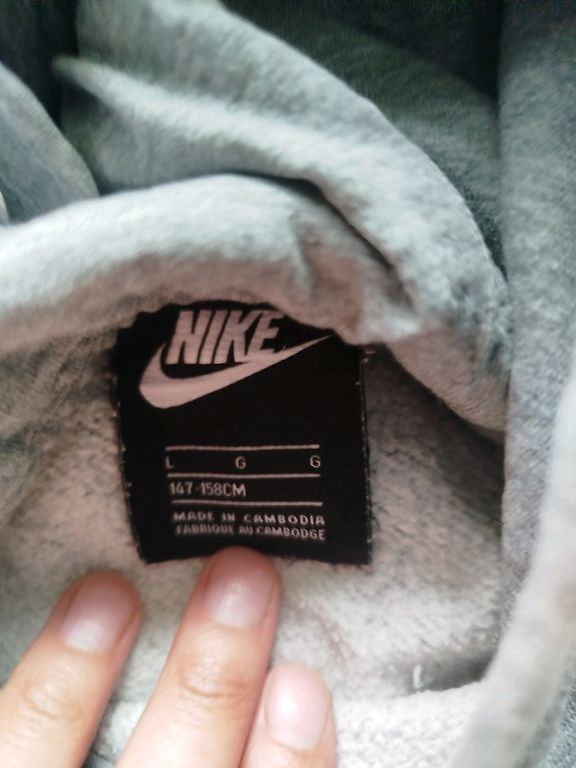 NIKE
L G G
147-158CM
MADE IN CAMBODIA
FABRIQUE AU CAMBODGE